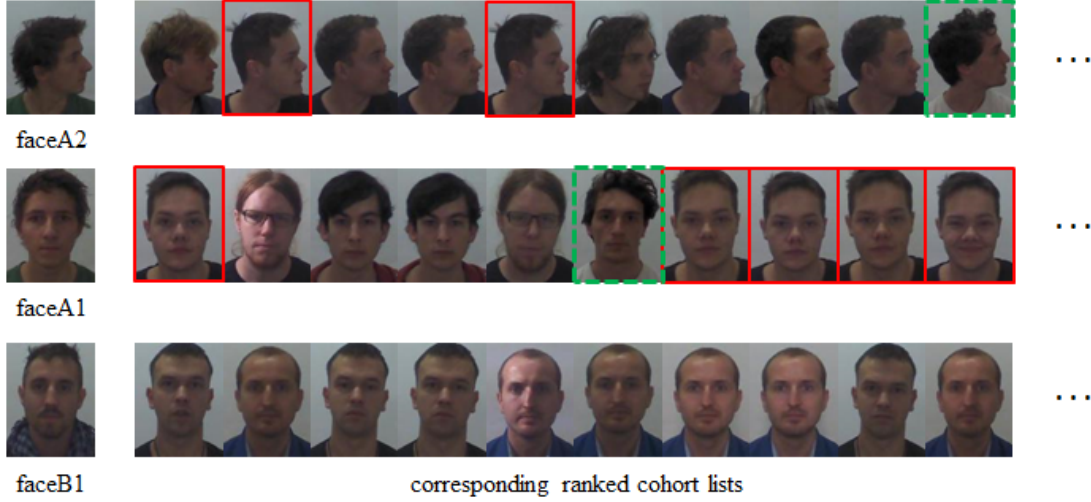 faceA2
...
faceA1
...
faceB1
...
corresponding ranked cohort lists